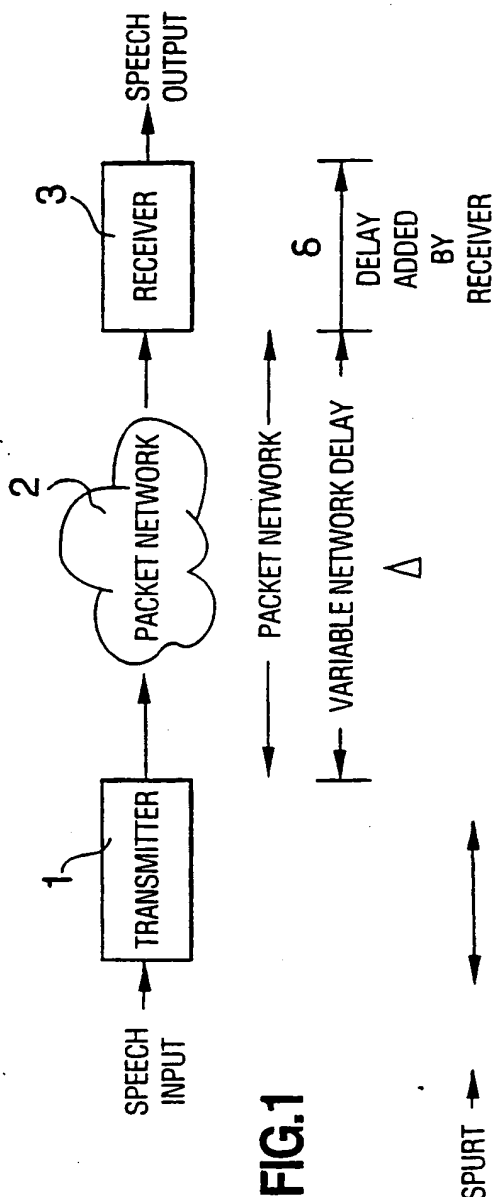 1
2
3
SPEECH
INPUT
TRANSMITTER
PACKET NETWORK
RECEIVER
SPEECH
OUTPUT
PACKET NETWORK
VARIABLE NETWORK DELAY
Δ
δ
DELAY
ADDED
BY
RECEIVER
FIG.1
SPURT